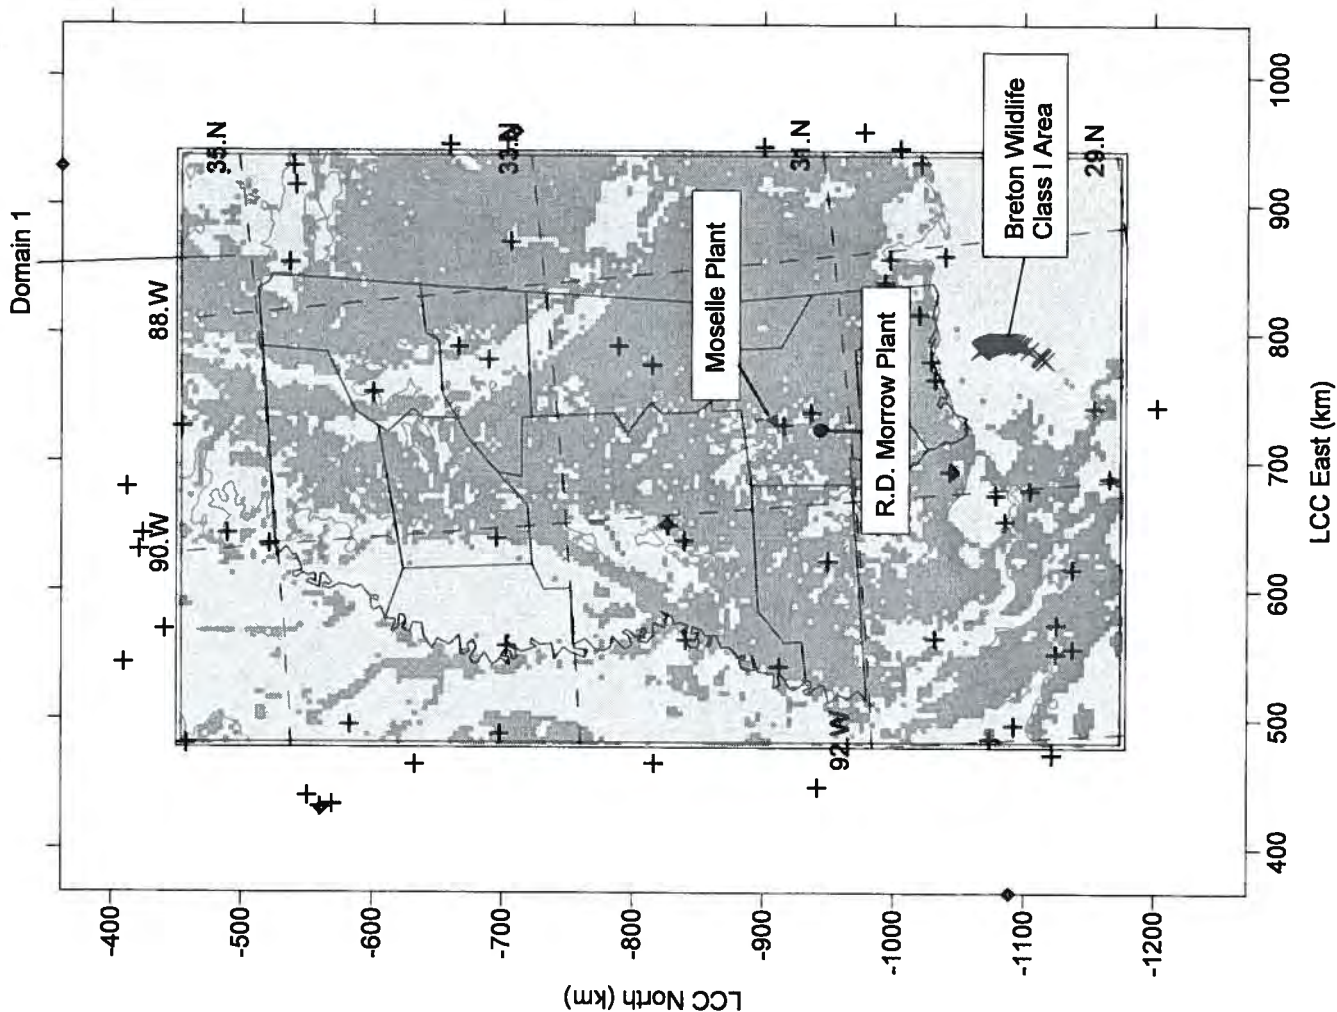 Domain 1
88.W
90.W
92.W
35.N
33.N
31.N
29.N
Moselle Plant
R.D. Morrow Plant
Breton Wildlife
Class I Area
-400
-500
-600
-700
-800
-900
-1000
-1100
-1200
LCC North (km)
400
500
600
700
800
900
1000
LCC East (km)